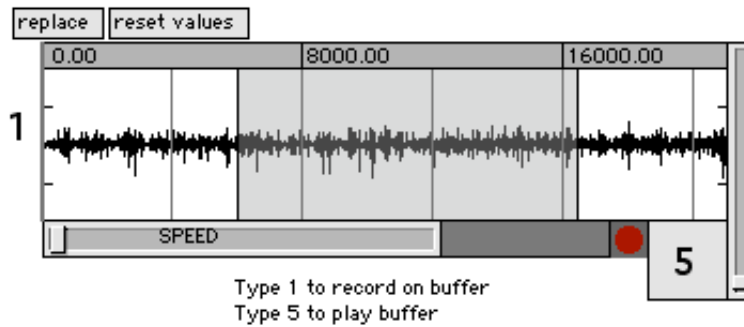 replace reset values
0.00 8000.00 16000.00
1
SPEED
5
Type 1 to record on buffer
Type 5 to play buffer